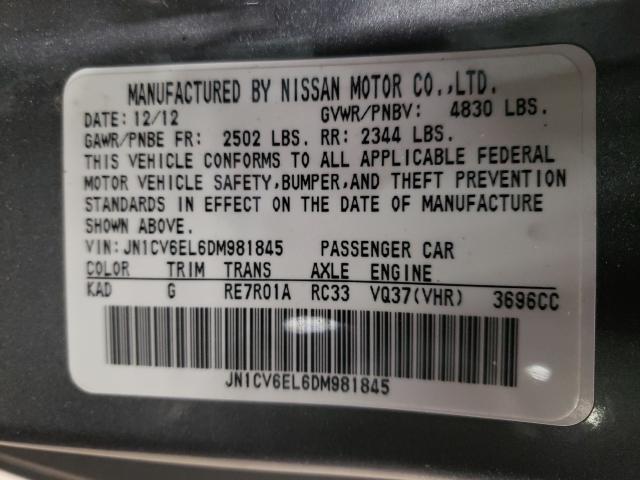 MANUFACTURED BY NISSAN MOTOR CO.,LTD.
DATE: 12/12 GVWR/PNBV: 4830 LBS.
GAWR/PNBE FR: 2502 LBS. RR: 2344 LBS.
THIS VEHICLE CONFORMS TO ALL APPLICABLE FEDERAL
MOTOR VEHICLE SAFETY,BUMPER,AND THEFT PREVENTION
STANDARDS IN EFFECT ON THE DATE OF MANUFACTURE
SHOWN ABOVE.
VIN: JN1CV6EL6DM981845 PASSENGER CAR
COLOR TRIM TRANS AXLE ENGINE
KAD G RE7R01A RC33 VQ37(VHR) 3696CC
JN1CV6EL6DM981845